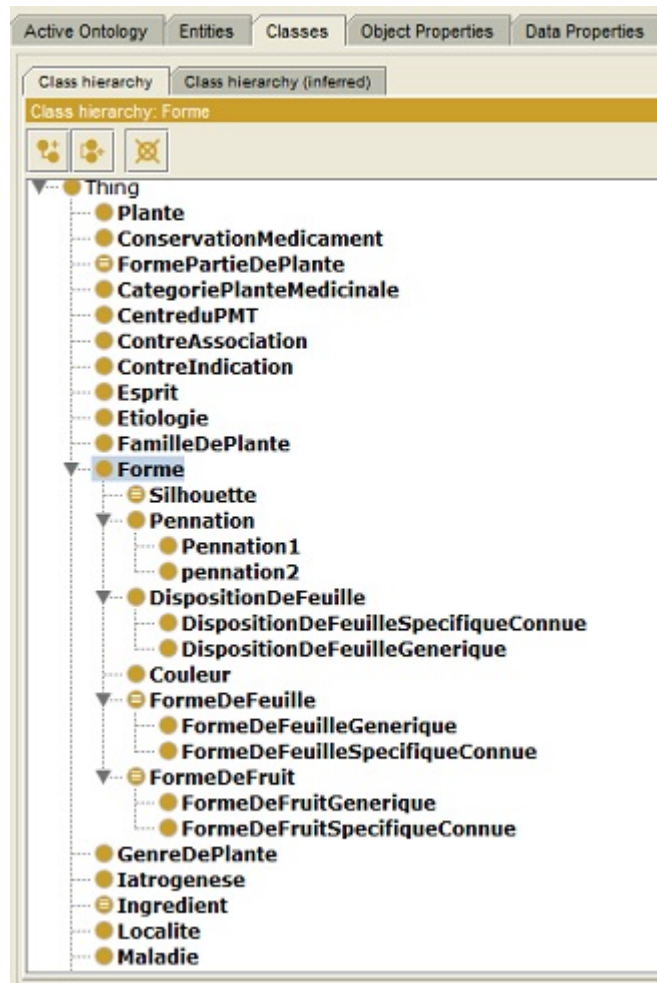 Active Ontology Entities Classes Object Properties Data Properties
Class hierarchy Class hierarchy (inferred)
Class hierarchy: Forme
Thing
Plante
ConservationMedicament
FormePartieDePlante
CategoriePlanteMedicinale
CentreduPMT
ContreAssociation
ContreIndication
Esprit
Etiologie
FamilleDePlante
Forme
Silhouette
Pennation
Pennation1
pennation2
DispositionDeFeuille
DispositionDeFeuilleSpecifiqueConnue
DispositionDeFeuilleGenerique
Couleur
FormeDeFeuille
FormeDeFeuilleGenerique
FormeDeFeuilleSpecifiqueConnue
FormeDeFruit
FormeDeFruitGenerique
FormeDeFruitSpecifiqueConnue
GenreDePlante
Iatrogenese
Ingredient
Localite
Maladie